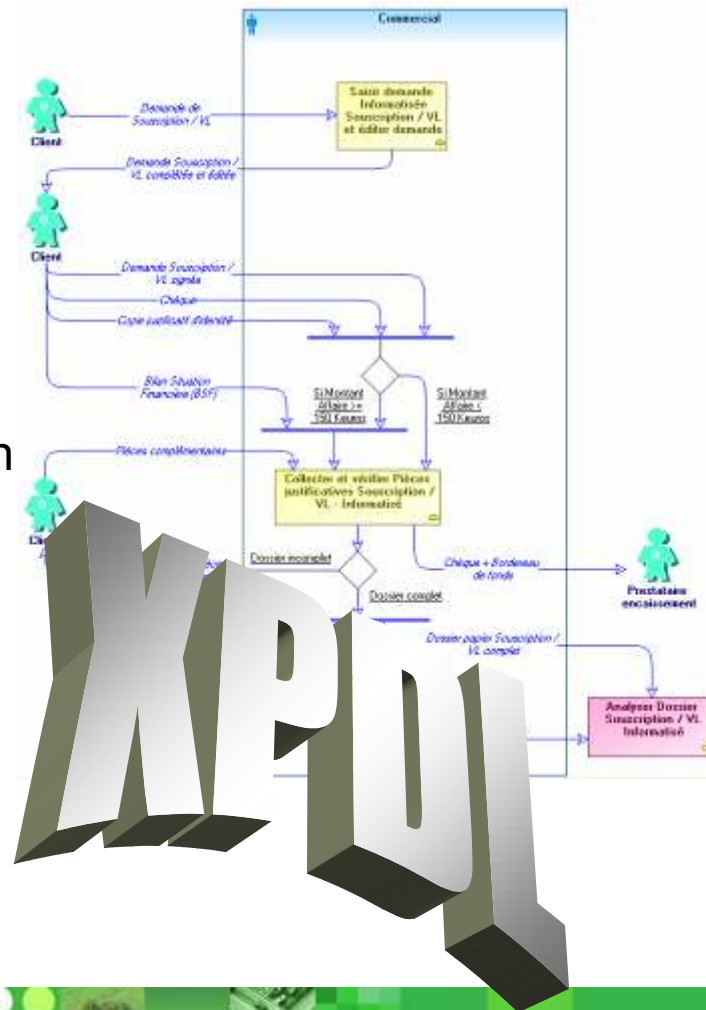 Commercial
Saisir demande
Informatisée
Souscription / VL
et éditer demande
Demande de
Souscription / VL
Client
Demande Souscription /
VL complétée et éditée
Client
Demande Souscription /
VL signée
Chèque
Copie justificatif d'identité
Bilan Situation
Financière (BSF)
Si Montant
Affaire >=
150 Keuros
Si Montant
Affaire <
150 Keuros
n
Pièces complémentaires
Collecter et vérifier Pièces
justificatives Souscription /
VL - Informatisé
Dossier incomplet
Chèque + Bordereau
de fonds
Prestataire
encaissement
Dossier complet
Dossier papier Souscription /
VL complet
Analyser Dossier
Souscription / VL
Informatisé